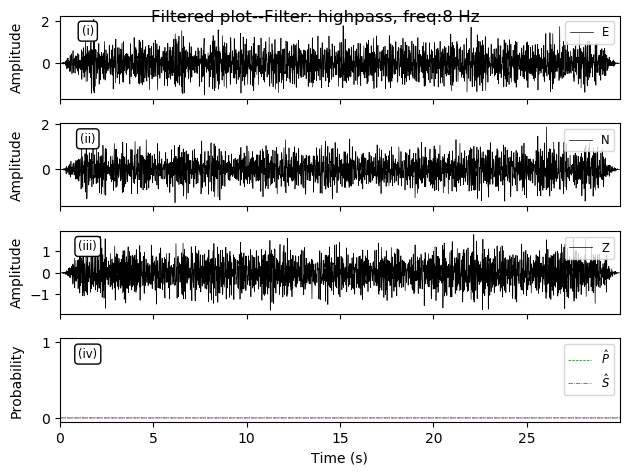 Filtered plot--Filter: highpass, freq:8 Hz
2
0
Amplitude
(i)
E
2
0
Amplitude
(ii)
N
1
0
−1
Amplitude
(iii)
Z
1
0
Probability
(iv)
P̂
Ŝ
0
5
10
15
20
25
Time (s)